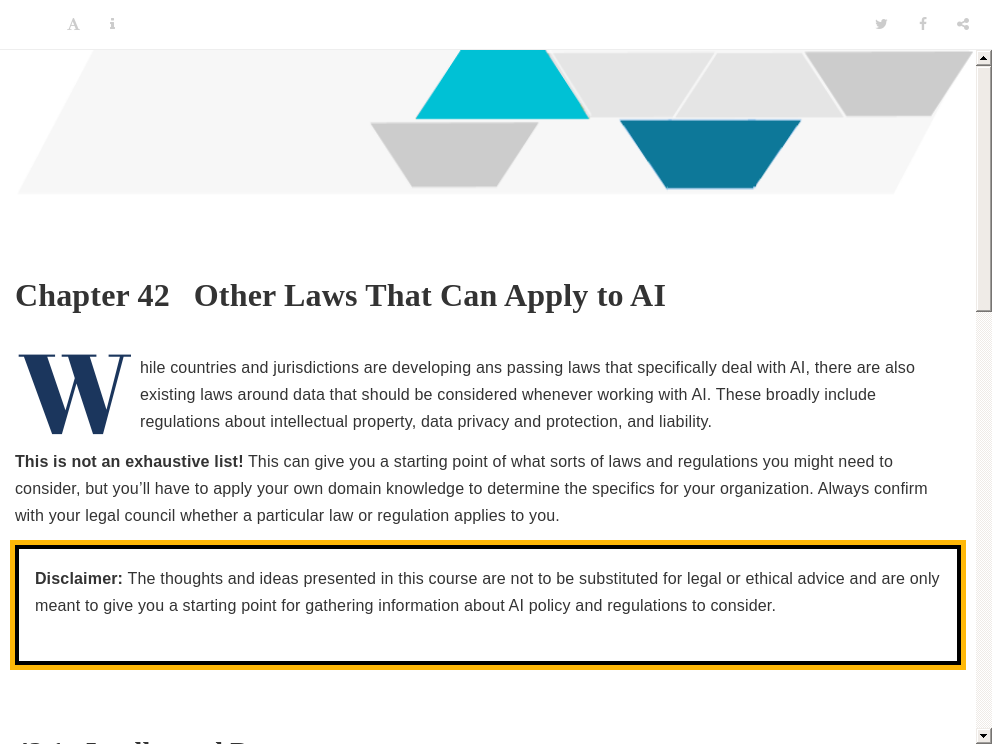 Chapter 42 Other Laws That Can Apply to AI
While countries and jurisdictions are developing ans passing laws that specifically deal with AI, there are also
existing laws around data that should be considered whenever working with AI. These broadly include
regulations about intellectual property, data privacy and protection, and liability.
This is not an exhaustive list! This can give you a starting point of what sorts of laws and regulations you might need to
consider, but you’ll have to apply your own domain knowledge to determine the specifics for your organization. Always confirm
with your legal council whether a particular law or regulation applies to you.
Disclaimer: The thoughts and ideas presented in this course are not to be substituted for legal or ethical advice and are only
meant to give you a starting point for gathering information about AI policy and regulations to consider.